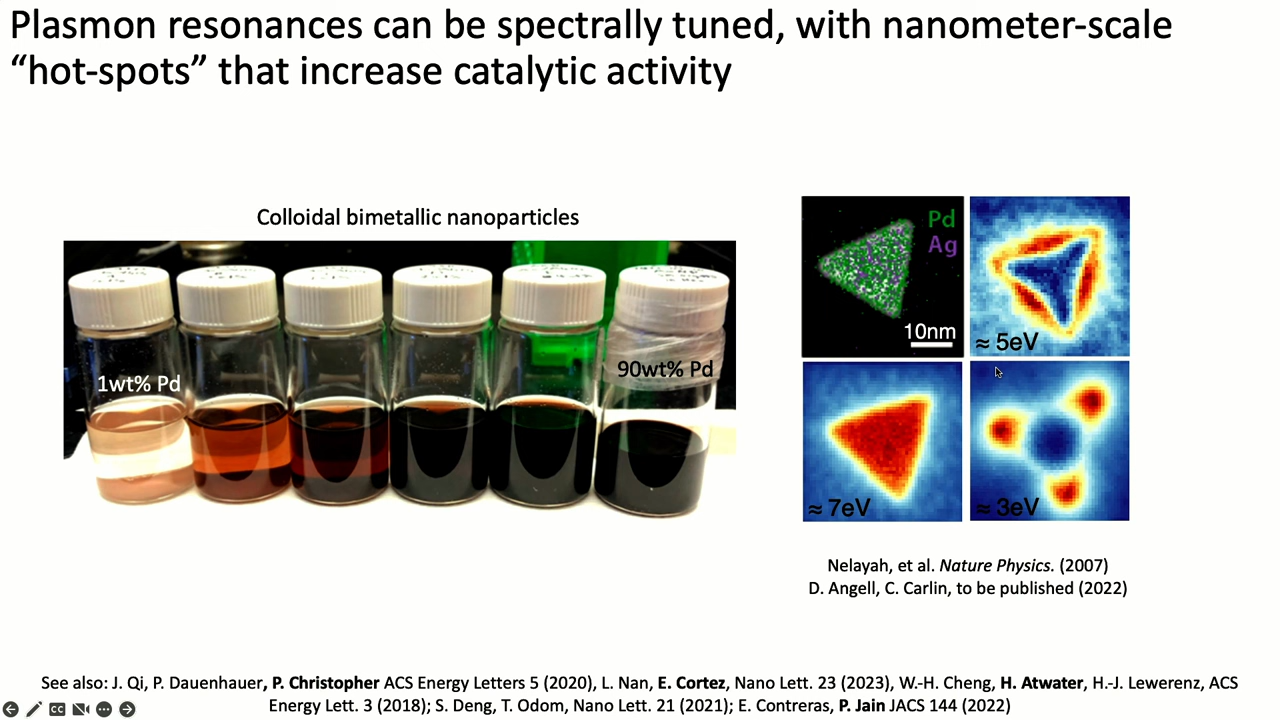 Plasmon resonances can be spectrally tuned, with nanometer-scale
“hot-spots” that increase catalytic activity
Colloidal bimetallic nanoparticles
1wt% Pd
90wt% Pd
Pd
Ag
10nm
≈ 5eV
≈ 7eV
≈ 3eV
Nelayah, et al. Nature Physics. (2007)
D. Angell, C. Carlin, to be published (2022)
See also: J. Qi, P. Dauenhauer, P. Christopher ACS Energy Letters 5 (2020), L. Nan, E. Cortez, Nano Lett. 23 (2023), W.-H. Cheng, H. Atwater, H.-J. Lewerenz, ACS
Energy Lett. 3 (2018); S. Deng, T. Odom, Nano Lett. 21 (2021); E. Contreras, P. Jain JACS 144 (2022)
CC